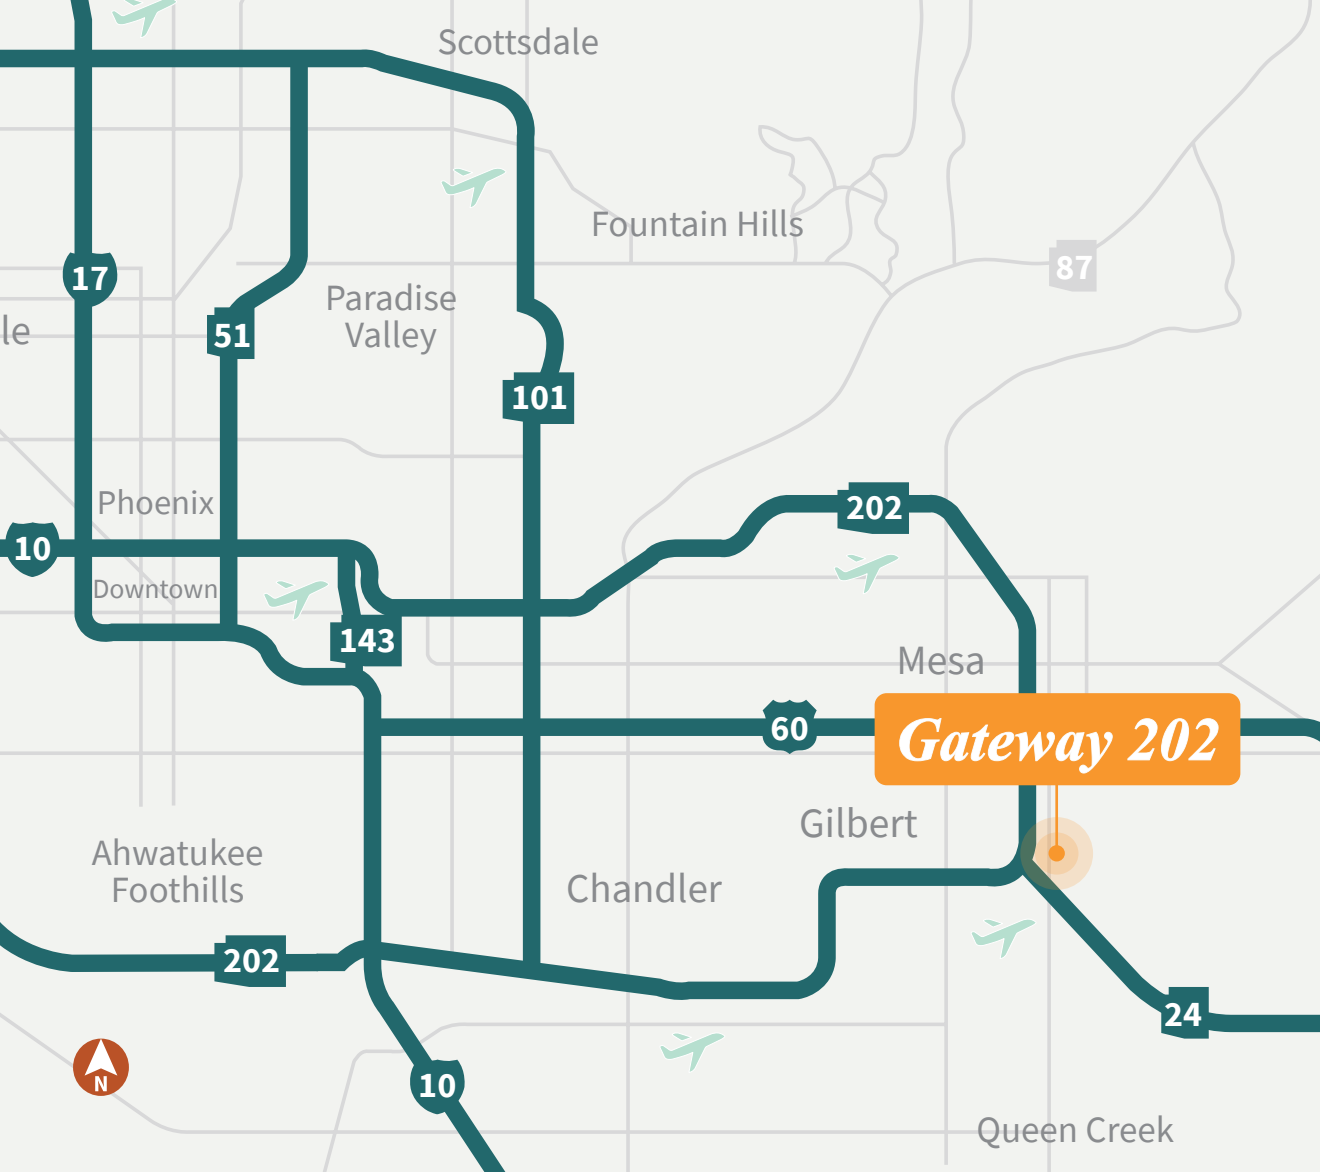 Scottsdale
Fountain Hills
87
17
Paradise
Valley
51
le
101
Phoenix
202
10
Downtown
143
Mesa
60
Gateway 202
Gilbert
Ahwatukee
Foothills
Chandler
202
24
N
10
Queen Creek